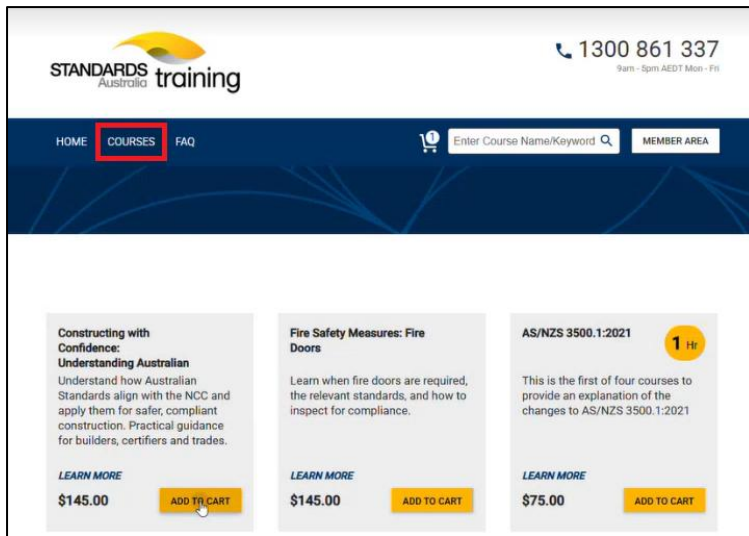 STANDARDS
Australia training
1300 861 337
9am - 5pm AEDT Mon - Fri
HOME COURSES FAQ
1
Enter Course Name/Keyword
MEMBER AREA
Constructing with
Confidence:
Understanding Australian
Understand how Australian
Standards align with the NCC and
apply them for safer, compliant
construction. Practical guidance
for builders, certifiers and trades.
LEARN MORE
$145.00 ADD TO CART
Fire Safety Measures: Fire
Doors
Learn when fire doors are required,
the relevant standards, and how to
inspect for compliance.
LEARN MORE
$145.00 ADD TO CART
AS/NZS 3500.1:2021
1 Hr
This is the first of four courses to
provide an explanation of the
changes to AS/NZS 3500.1:2021
LEARN MORE
$75.00 ADD TO CART